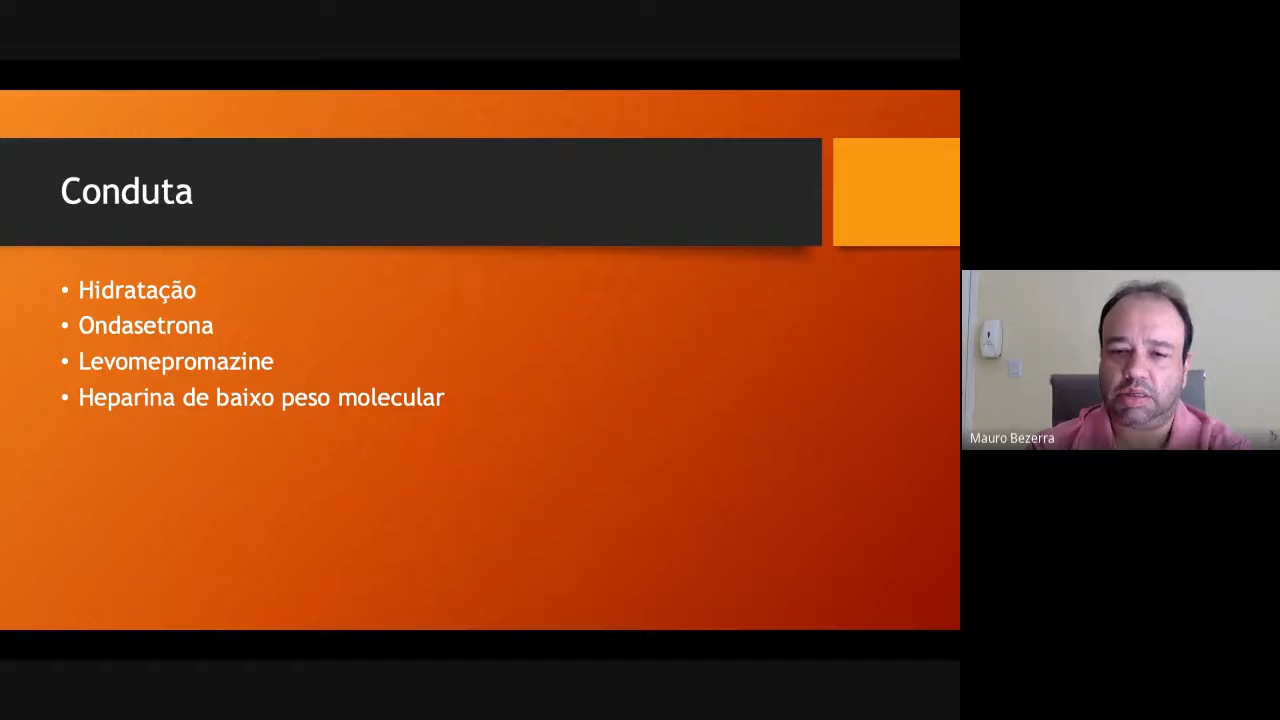 Conduta
• Hidratação
• Ondasetrona
• Levomepromazine
• Heparina de baixo peso molecular
Mauro Bezerra